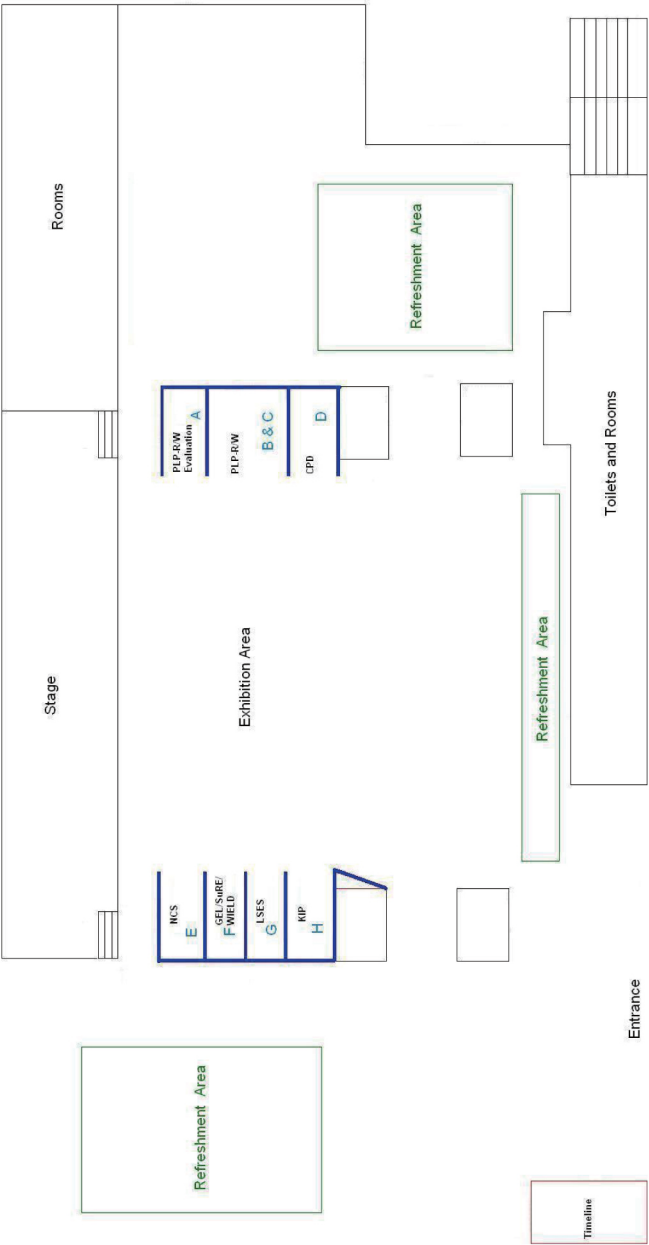 Rooms
Stage
Refreshment Area
PLP-R/W
Evaluation
A
PLP-R/W
B & C
CPD
D
Exhibition Area
Toilets and Rooms
Refreshment Area
NCS
E
GEL/SuRE/
WIELD
F
LSES
G
KIP
H
Refreshment Area
Entrance
Timeline